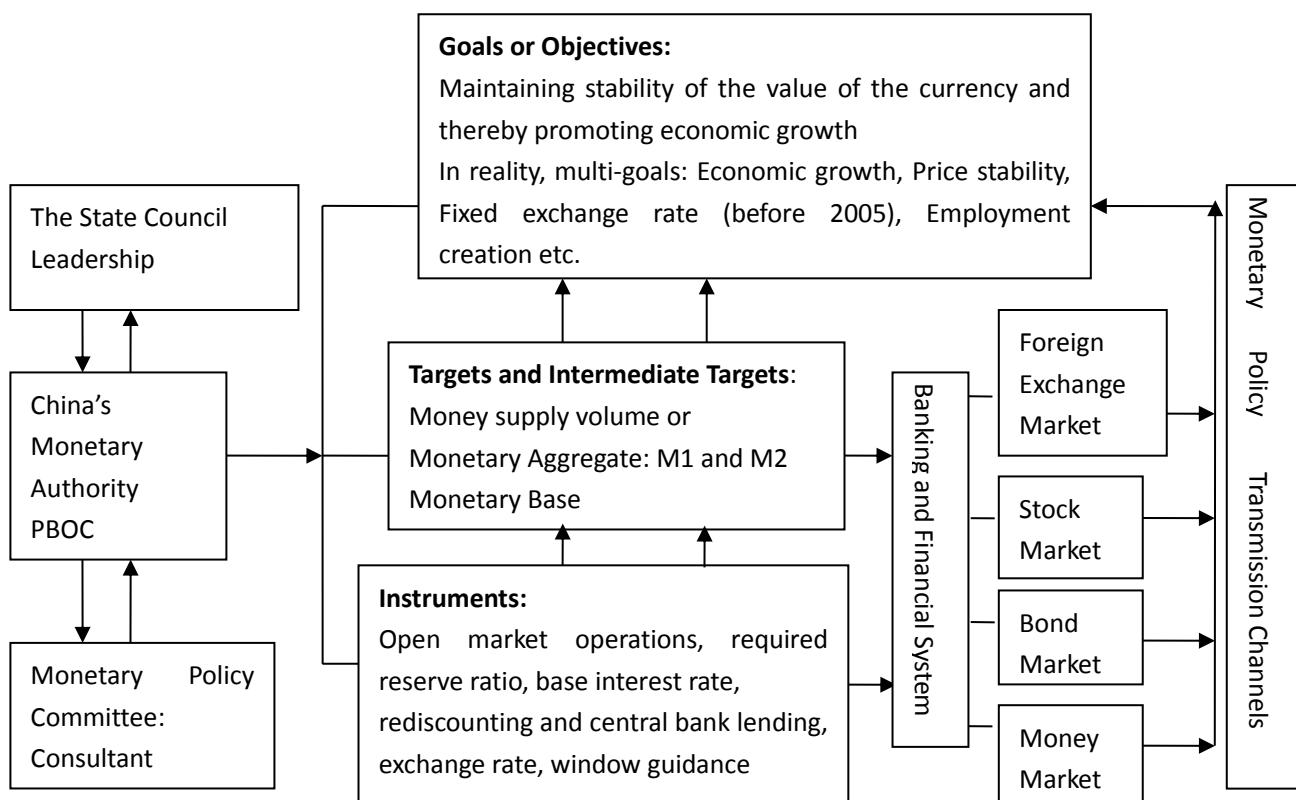 Goals or Objectives:
Maintaining stability of the value of the currency and
thereby promoting economic growth
In reality, multi-goals: Economic growth, Price stability,
Fixed exchange rate (before 2005), Employment
creation etc.
The State Council
Leadership
China’s
Monetary
Authority
PBOC
Monetary Policy
Committee:
Consultant
Targets and Intermediate Targets:
Money supply volume or
Monetary Aggregate: M1 and M2
Monetary Base
Instruments:
Open market operations, required
reserve ratio, base interest rate,
rediscounting and central bank lending,
exchange rate, window guidance
Banking and Financial System
Foreign
Exchange
Market
Stock
Market
Bond
Market
Money
Market
Monetary Policy Transmission Channels